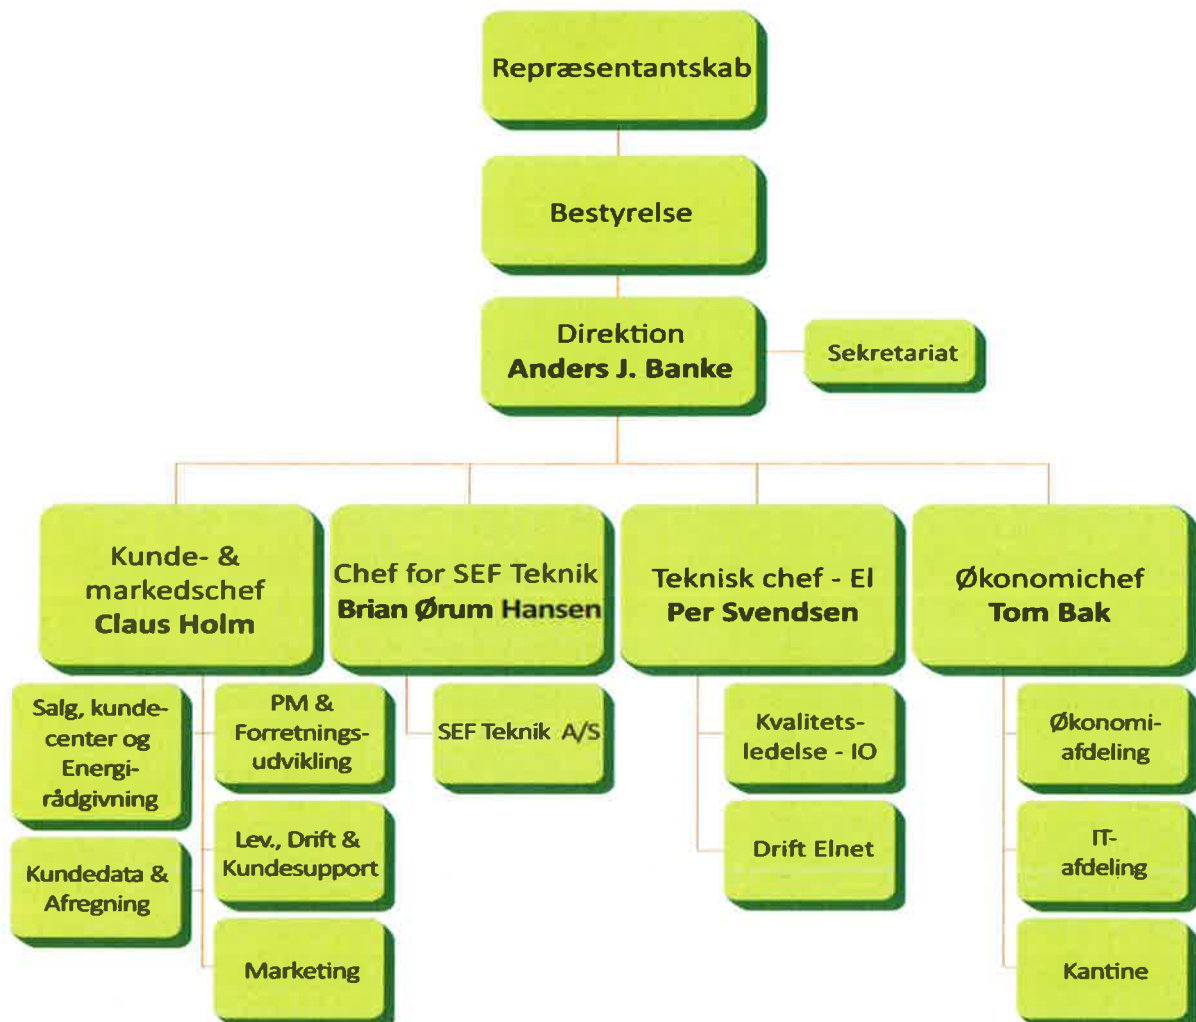 Repræsentantskab
Bestyrelse
Direktion
Anders J. Banke
Sekretariat
Kunde- &
markedschef
Claus Holm
Chef for SEF Teknik
Brian Ørum Hansen
Teknisk chef - El
Per Svendsen
Økonomichef
Tom Bak
Salg, kunde-
center og
Energi-
rådgivning
PM &
Forretnings-
udvikling
Kundedata &
Afregning
Lev., Drift &
Kundesupport
Marketing
SEF Teknik A/S
Kvalitets-
ledelse - IO
Drift Elnet
Økonomi-
afdeling
IT-
afdeling
Kantine